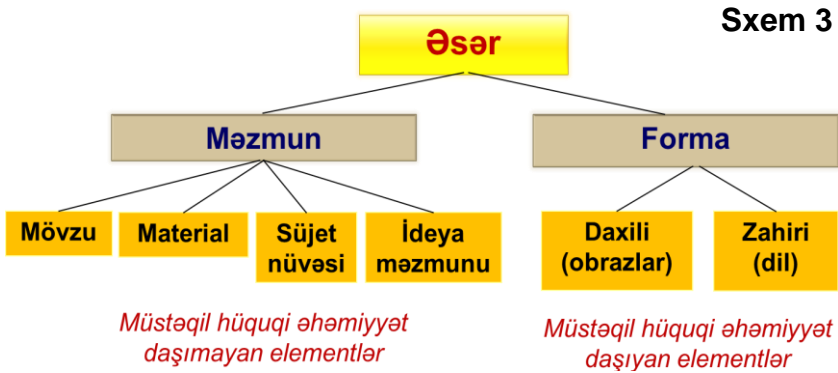 Sxem 3
Əsər
Məzmun
Forma
Mövzu
Material
Süjet
nüvəsi
İdeya
məzmunu
Daxili
(obrazlar)
Zahiri
(dil)
Müstəqil hüquqi əhəmiyyət
daşımayan elementlər
Müstəqil hüquqi əhəmiyyət
daşıyan elementlər